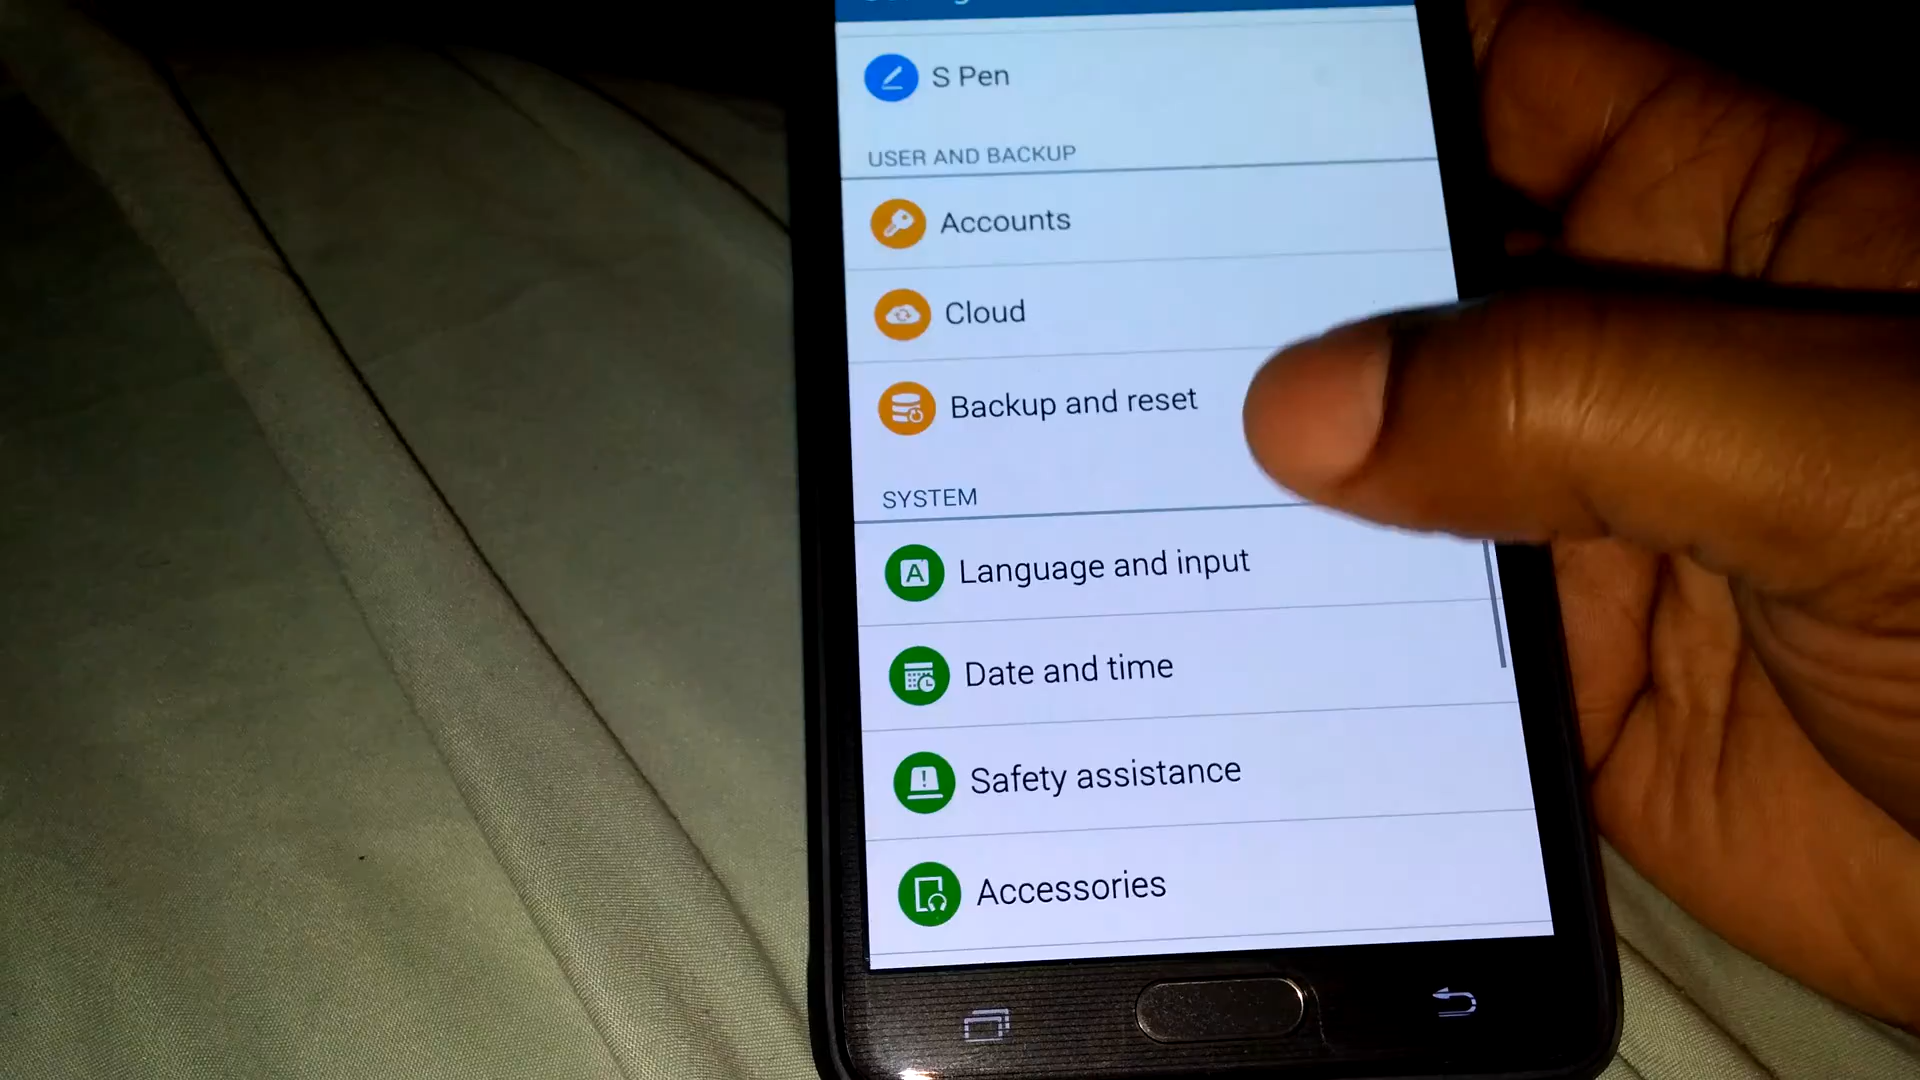 S Pen
USER AND BACKUP
Accounts
Cloud
Backup and reset
SYSTEM
A Language and input
Date and time
Safety assistance
Accessories